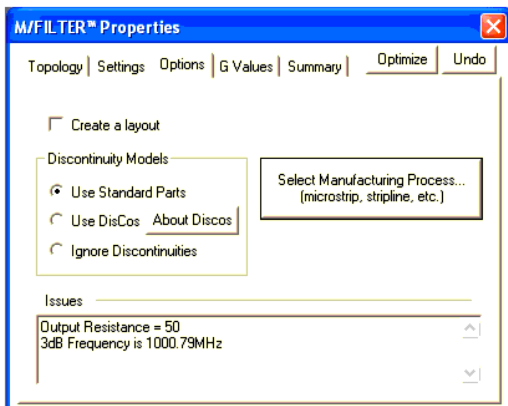 M/FILTER™ Properties
Topology Settings Options G Values Summary Optimize Undo
Create a layout
Discontinuity Models
Use Standard Parts
Use DisCos About Discos
Ignore Discontinuities
Select Manufacturing Process...
(microstrip, stripline, etc.)
Issues
Output Resistance = 50
3dB Frequency is 1000.79MHz